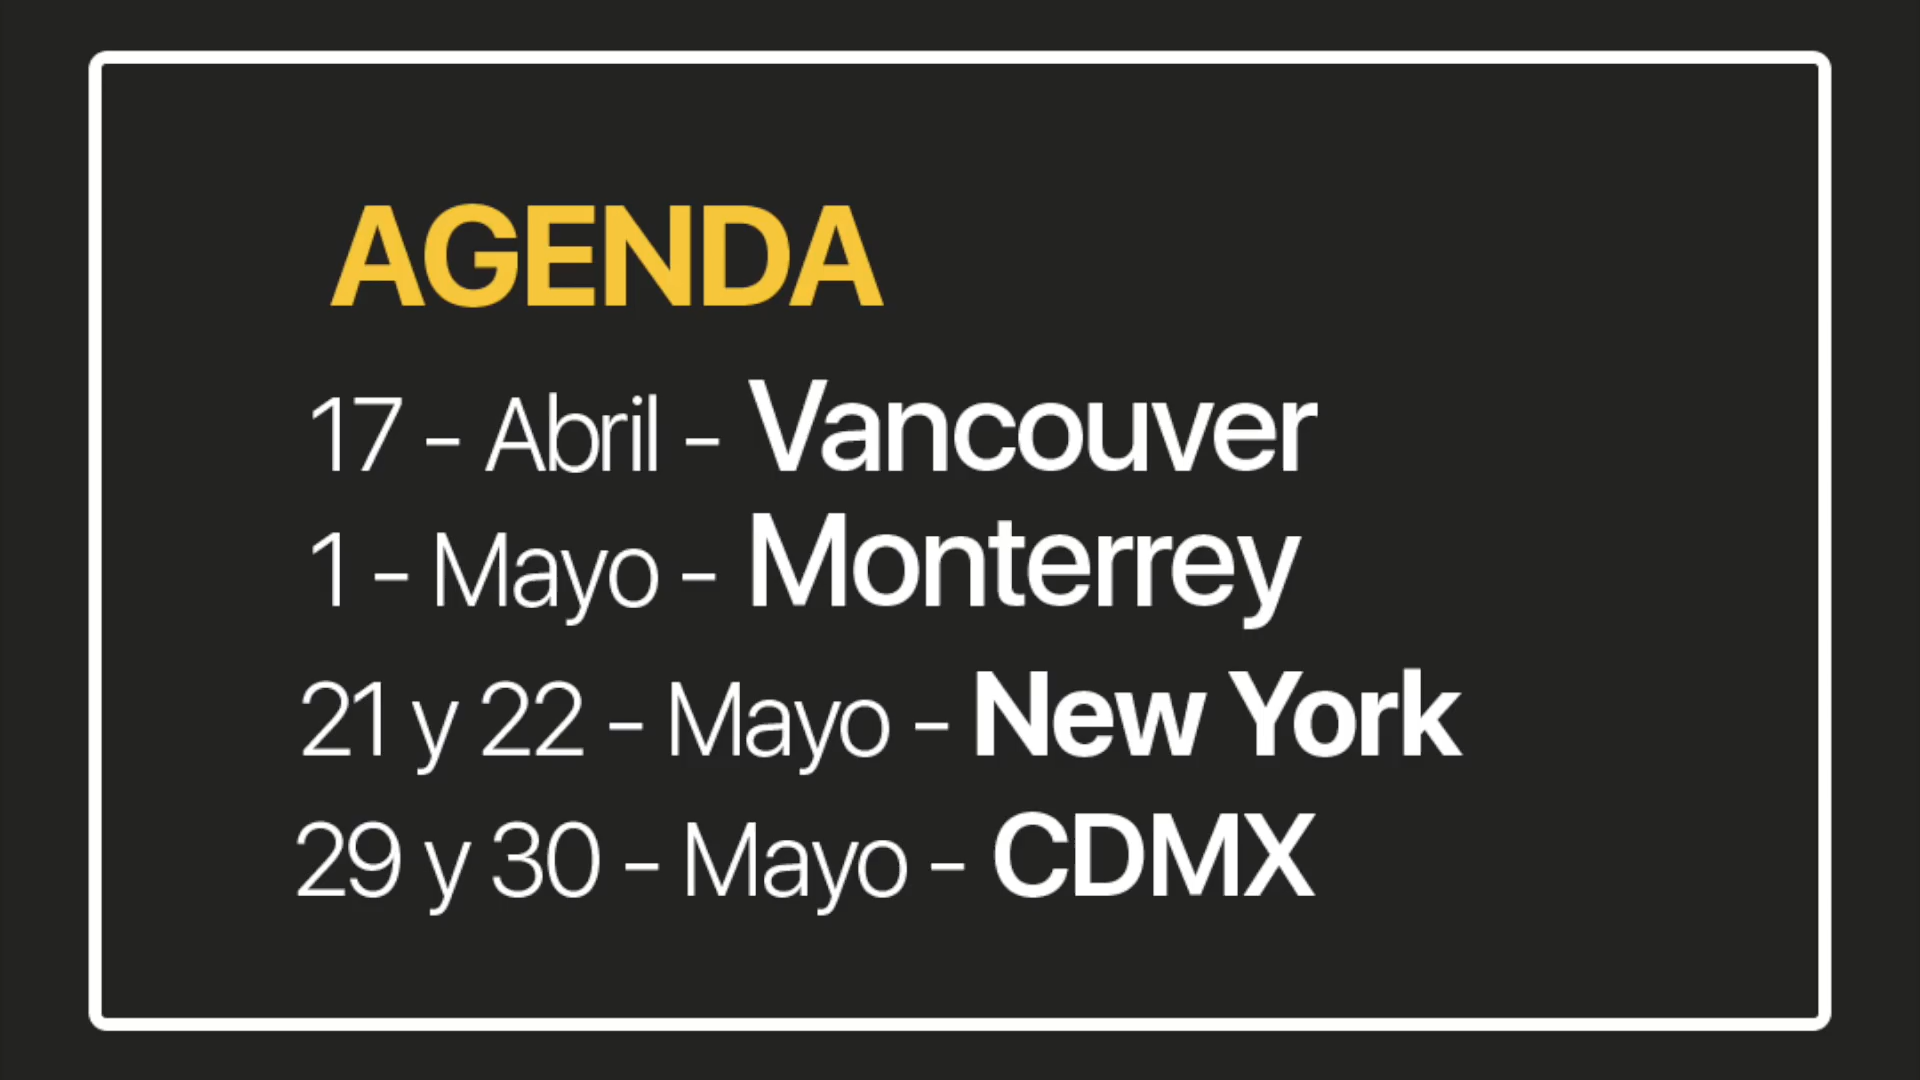 AGENDA
17 - Abril - Vancouver
1 - Mayo - Monterrey
21 y 22 - Mayo - New York
29 y 30 - Mayo - CDMX